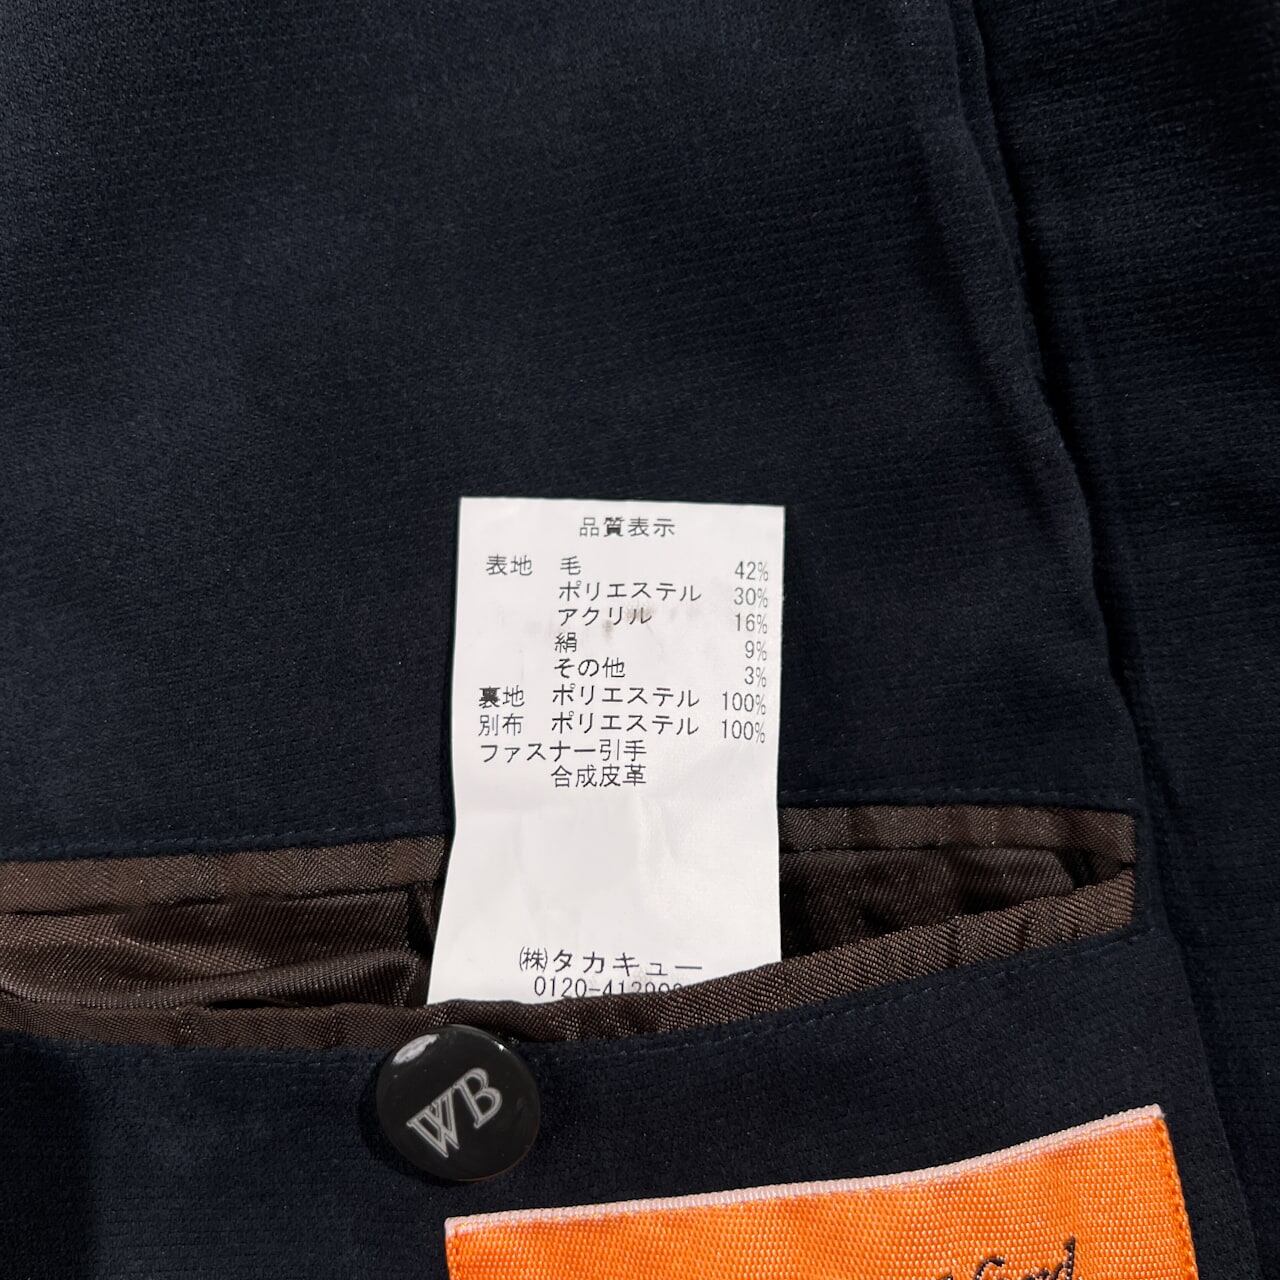 品質表示
表地 毛 42%
ポリエステル 30%
アクリル 16%
絹 9%
その他 3%
裏地 ポリエステル 100%
別布 ポリエステル 100%
ファスナー引手
合成皮革
(株)タカキュー
WB